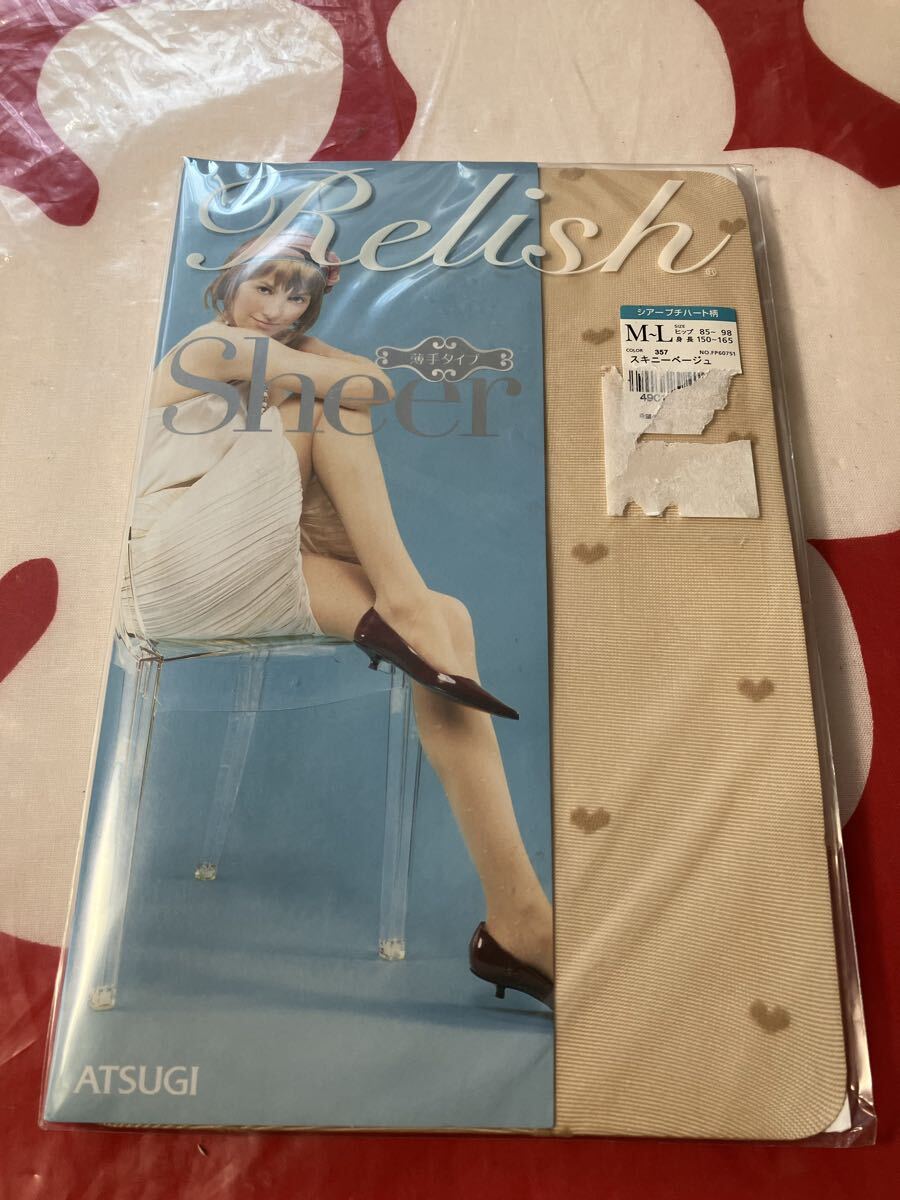 Relish®
Sheer
薄手タイプ
シアープチハート柄
M~L SIZE ヒップ 85~ 98
身長 150~165
COLOR 357 NO.FP60751
スキニーベージュ
490
ATSUGI